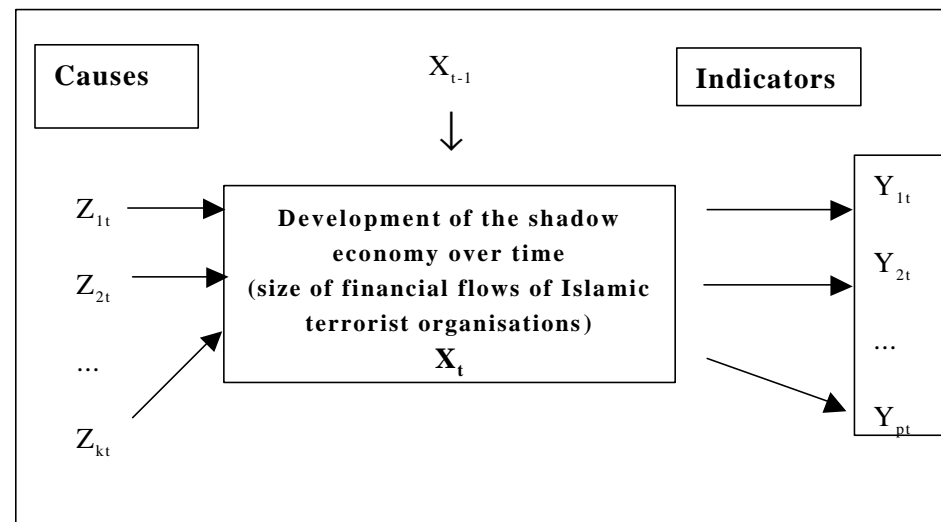 Causes
X_{t-1}
Indicators
Z_{1t}
Z_{2t}
...
Z_{kt}
Development of the shadow
economy over time
(size of financial flows of Islamic
terrorist organisations)
X_t
Y_{1t}
Y_{2t}
...
Y_{pt}